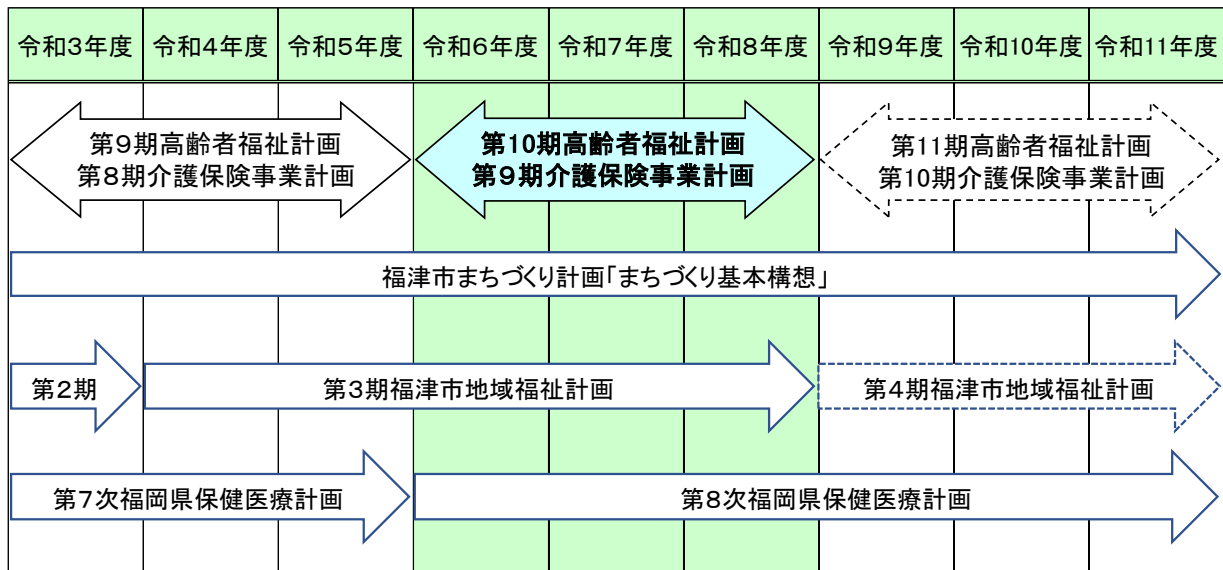 令和3年度 令和4年度 令和5年度 令和6年度 令和7年度 令和8年度 令和9年度 令和10年度 令和11年度
第9期高齢者福祉計画
第8期介護保険事業計画
第10期高齢者福祉計画
第9期介護保険事業計画
第11期高齢者福祉計画
第10期介護保険事業計画
福津市まちづくり計画「まちづくり基本構想」
第2期
第3期福津市地域福祉計画
第4期福津市地域福祉計画
第7次福岡県保健医療計画
第8次福岡県保健医療計画